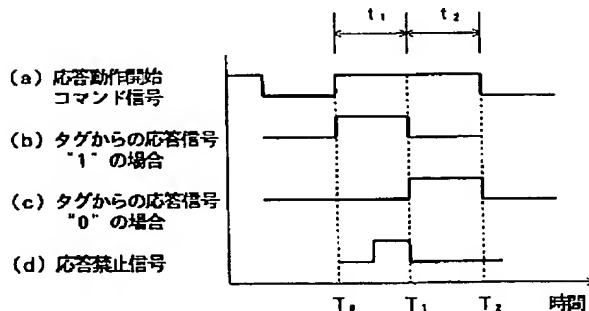 t₁ t₂
(a) 応答動作開始
コマンド信号
(b) タグからの応答信号
"1" の場合
(c) タグからの応答信号
"0" の場合
(d) 応答禁止信号
T₀ T₁ T₂ 時間